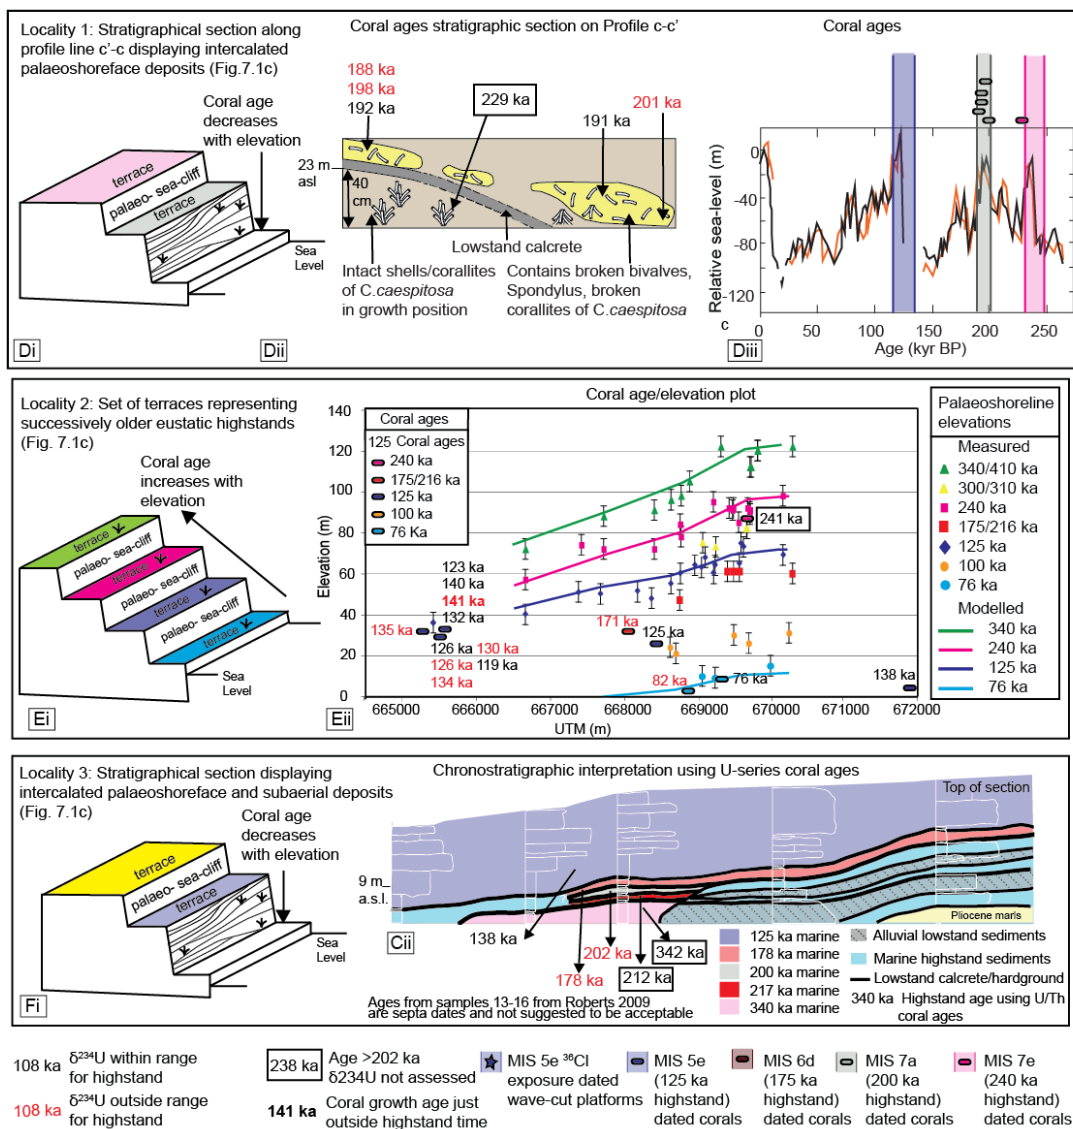 Locality 1: Stratigraphical section along
profile line c'-c displaying intercalated
palaeoshoreface deposits (Fig.7.1c)
Coral age
decreases
with elevation
terrace
palaeo- sea-cliff
terrace
Sea
Level
Di
Coral ages stratigraphic section on Profile c-c'
188 ka
198 ka
192 ka
229 ka
201 ka
191 ka
23 m
asl
40
cm
Lowstand calcrete
Intact shells/corallites
of C.caespitosa
in growth position
Contains broken bivalves,
Spondylus, broken
corallites of C.caespitosa
Dii
Coral ages
Relative sea-level (m)
0
-40
-80
-120
c
0
50
100
150
200
250
Age (kyr BP)
Diii
Locality 2: Set of terraces representing
successively older eustatic highstands
(Fig. 7.1c)
Coral age
increases with
elevation
terrace
palaeo- sea-cliff
terrace
palaeo- sea-cliff
terrace
palaeo- sea-cliff
terrace
Sea
Level
Ei
Coral age/elevation plot
Elevation (m)
140
120
100
80
60
40
20
0
Coral ages
125 Coral ages
240 ka
175/216 ka
125 ka
100 ka
76 Ka
241 ka
123 ka
140 ka
141 ka
132 ka
135 ka
126 ka 130 ka
126 ka 119 ka
134 ka
171 ka
125 ka
82 ka
76 ka
138 ka
665000
666000
667000
668000
669000
670000
671000
672000
UTM (m)
Eii
Palaeoshoreline
elevations
Measured
340/410 ka
300/310 ka
240 ka
175/216 ka
125 ka
100 ka
76 ka
Modelled
340 ka
240 ka
125 ka
76 ka
Locality 3: Stratigraphical section displaying
intercalated palaeoshoreface and subaerial deposits
(Fig. 7.1c)
Coral age
decreases
with elevation
terrace
palaeo- sea-cliff
terrace
Sea
Level
Fi
Chronostratigraphic interpretation using U-series coral ages
Top of section
9 m
a.s.l.
Pliocene marls
Cii
138 ka
178 ka
202 ka
212 ka
342 ka
Ages from samples 13-16 from Roberts 2009
are septa dates and not suggested to be acceptable
125 ka marine
178 ka marine
200 ka marine
217 ka marine
340 ka marine
Alluvial lowstand sediments
Marine highstand sediments
Lowstand calcrete/hardground
340 ka Highstand age using U/Th
coral ages
108 ka δ²³⁴U within range
for highstand
108 ka δ²³⁴U outside range
for highstand
238 ka Age >202 ka
δ234U not assessed
141 ka Coral growth age just
outside highstand time
MIS 5e ³⁶Cl
exposure dated
wave-cut platforms
MIS 5e
(125 ka
highstand)
dated corals
MIS 6d
(175 ka
highstand)
dated corals
MIS 7a
(200 ka
highstand)
dated corals
MIS 7e
(240 ka
highstand)
dated corals